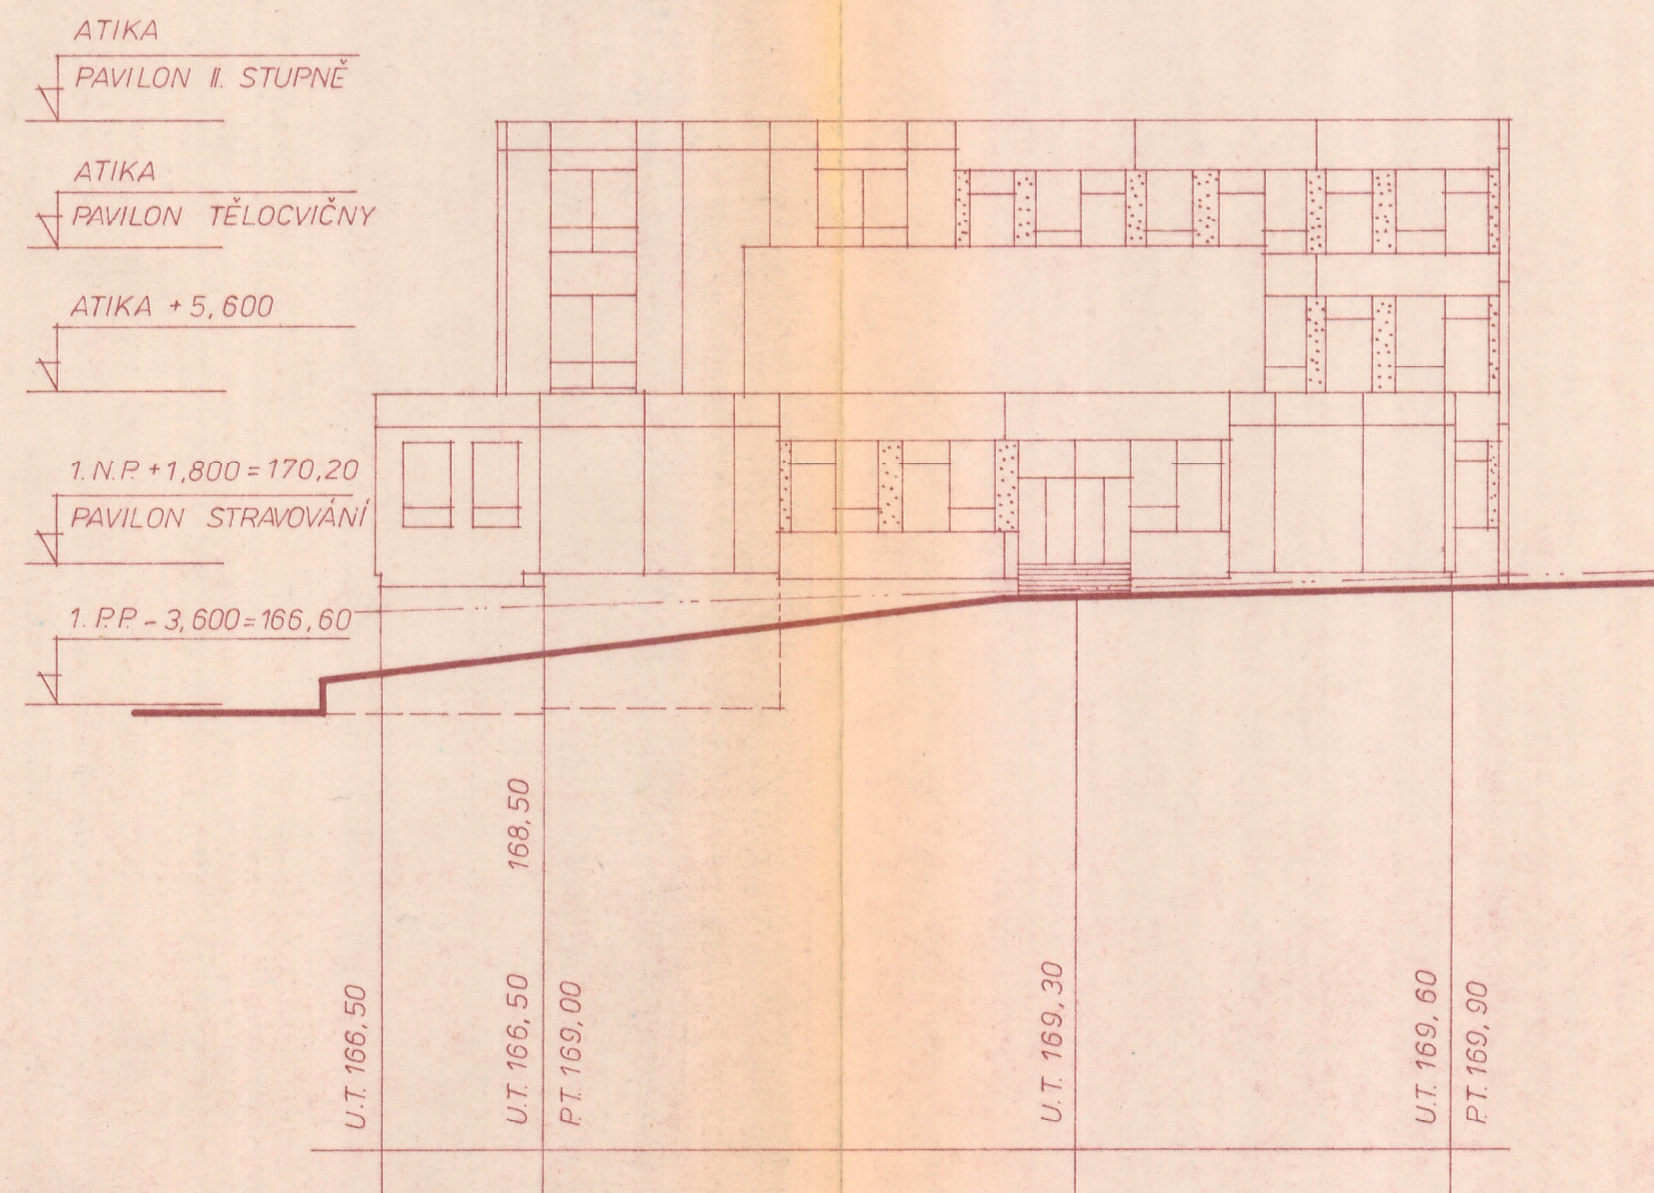 ATIKA
PAVILON II. STUPNĚ
ATIKA
PAVILON TĚLOCVIČNY
ATIKA +5,600
1.N.P. +1,800=170,20
PAVILON STRAVOVÁNÍ
1. P.P. -3,600=166,60
U.T. 166,50
168,50
U.T. 166,50
P.T. 169,00
U.T. 169,30
U.T. 169,60
P.T. 169,90